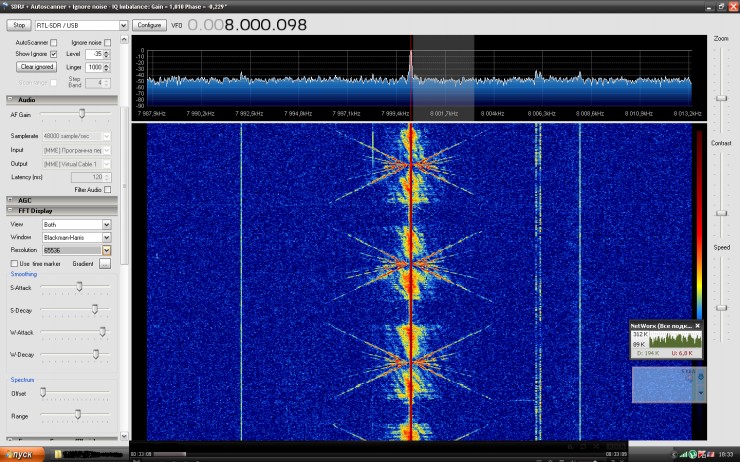 SDR♯ + Autoscanner + Ignore noise - IQ Imbalance: Gain = 1,010 Phase = -0,229°
Stop RTL-SDR / USB Configure VFO 0.008.000.098
AutoScanner Ignore noise
Show Ignore Level -35
Clear ignored Linger 1000
Step
Band 4
Audio
AF Gain
Samplerate 48000 sample/sec
Input [MME] Программа пер
Output [MME] Virtual Cable 1
Latency (ms) 120
Filter Audio
AGC
FFT Display
View Both
Window Blackman-Harris
Resolution 65536
Use time marker Gradient ...
Smoothing
S-Attack
S-Decay
W-Attack
W-Decay
Spectrum
Offset
Range
0
-10
-20
-30
-40
-50
-60
-70
-80
-90
7 987,9kHz 7 990,2kHz 7 992,5kHz 7 994,8kHz 7 997,1kHz 7 999,4kHz 8 001,7kHz 8 004kHz 8 006,3kHz 8 008,6kHz 8 010,9kHz 8 013,2kHz
Zoom
Contrast
Speed
NetWorx (Все подк...
312 K
89 K
D: 194 K U: 6,8 K
00:33:08 00:33:09
пуск
18:33